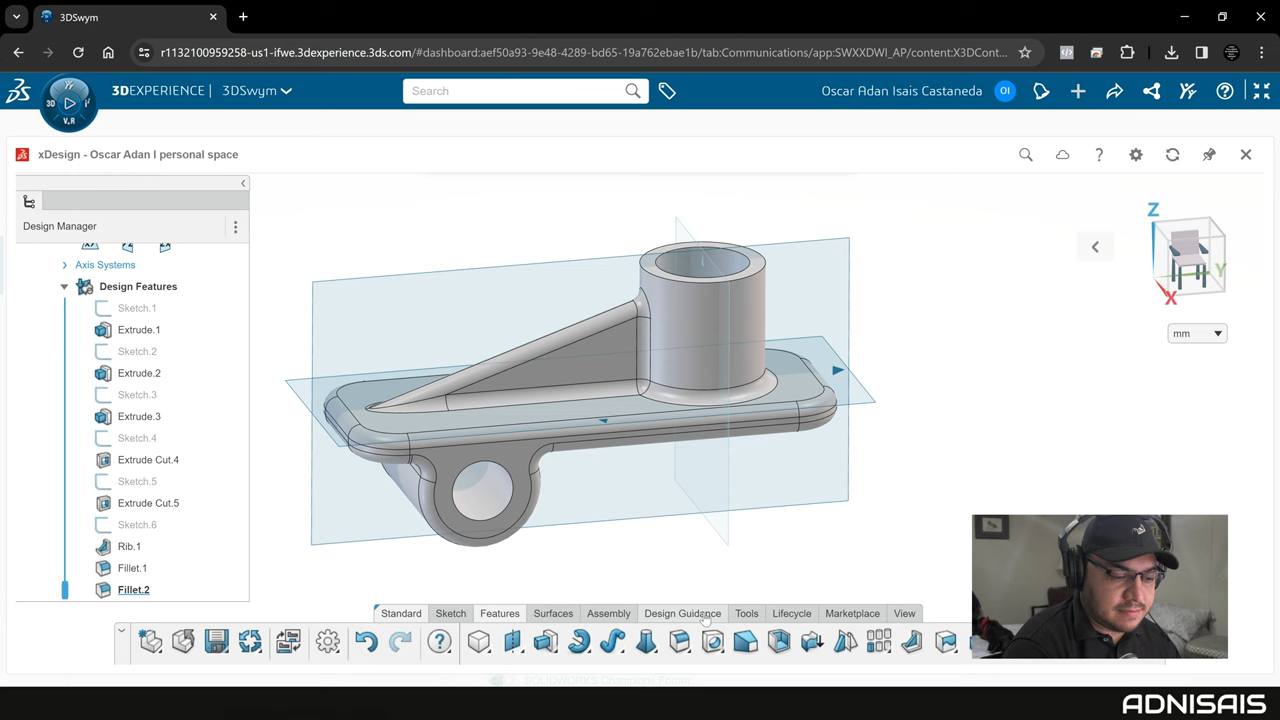 3DSwym
r1132100959258-us1-ifwe.3dexperience.3ds.com/#dashboard:aef50a93-9e48-4289-bd65-19a762ebae1b/tab:Communications/app:SWXXDWI_AP/content:X3DCont...
3DEXPERIENCE | 3DSwym
Search
Oscar Adan Isais Castaneda
OI
3D
V.R
xDesign - Oscar Adan I personal space
Design Manager
Axis Systems
Design Features
Sketch.1
Extrude.1
Sketch.2
Extrude.2
Sketch.3
Extrude.3
Sketch.4
Extrude Cut.4
Sketch.5
Extrude Cut.5
Sketch.6
Rib.1
Fillet.1
Fillet.2
Z
Y
X
mm
Standard
Sketch
Features
Surfaces
Assembly
Design Guidance
Tools
Lifecycle
Marketplace
View
SOLIDWORKS Champions Forum
ADNISAIS